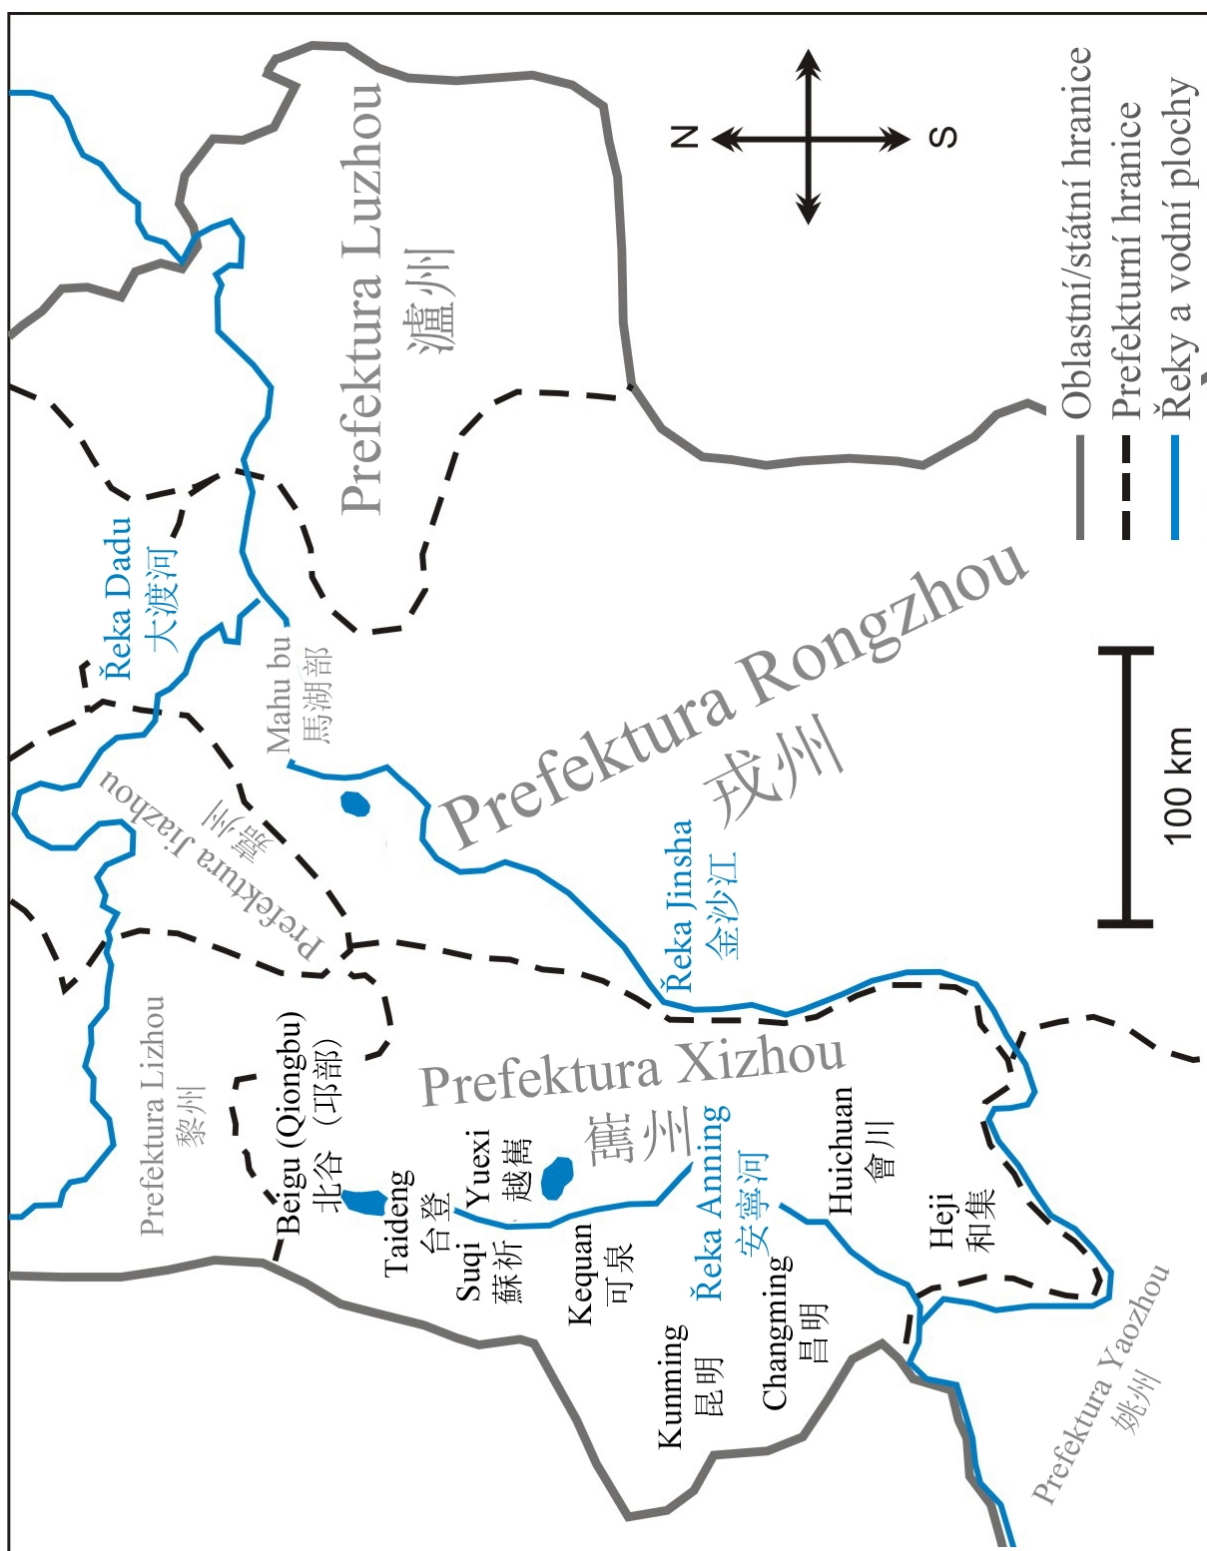 Řeka Dadu
大渡河
Prefektura Lizhou
黎州
Prefektura Jiazhou
嘉州
Mahu bu
馬湖部
Beigu (Qiongbu)
北谷（邛部）
Prefektura Luzhou
瀘州
Taideng
台登
Suqi
蘇祈
Yuexi
越嶲
Prefektura Xizhou
嶲州
Kequan
可泉
Prefektura Rongzhou
戎州
Řeka Jinsha
金沙江
Řeka Anning
安寧河
Kunming
昆明
Changming
昌明
Huichuan
會川
Heji
和集
Prefektura Yaozhou
姚州
N
S
100 km
Oblastní/státní hranice
Prefekturní hranice
Řeky a vodní plochy